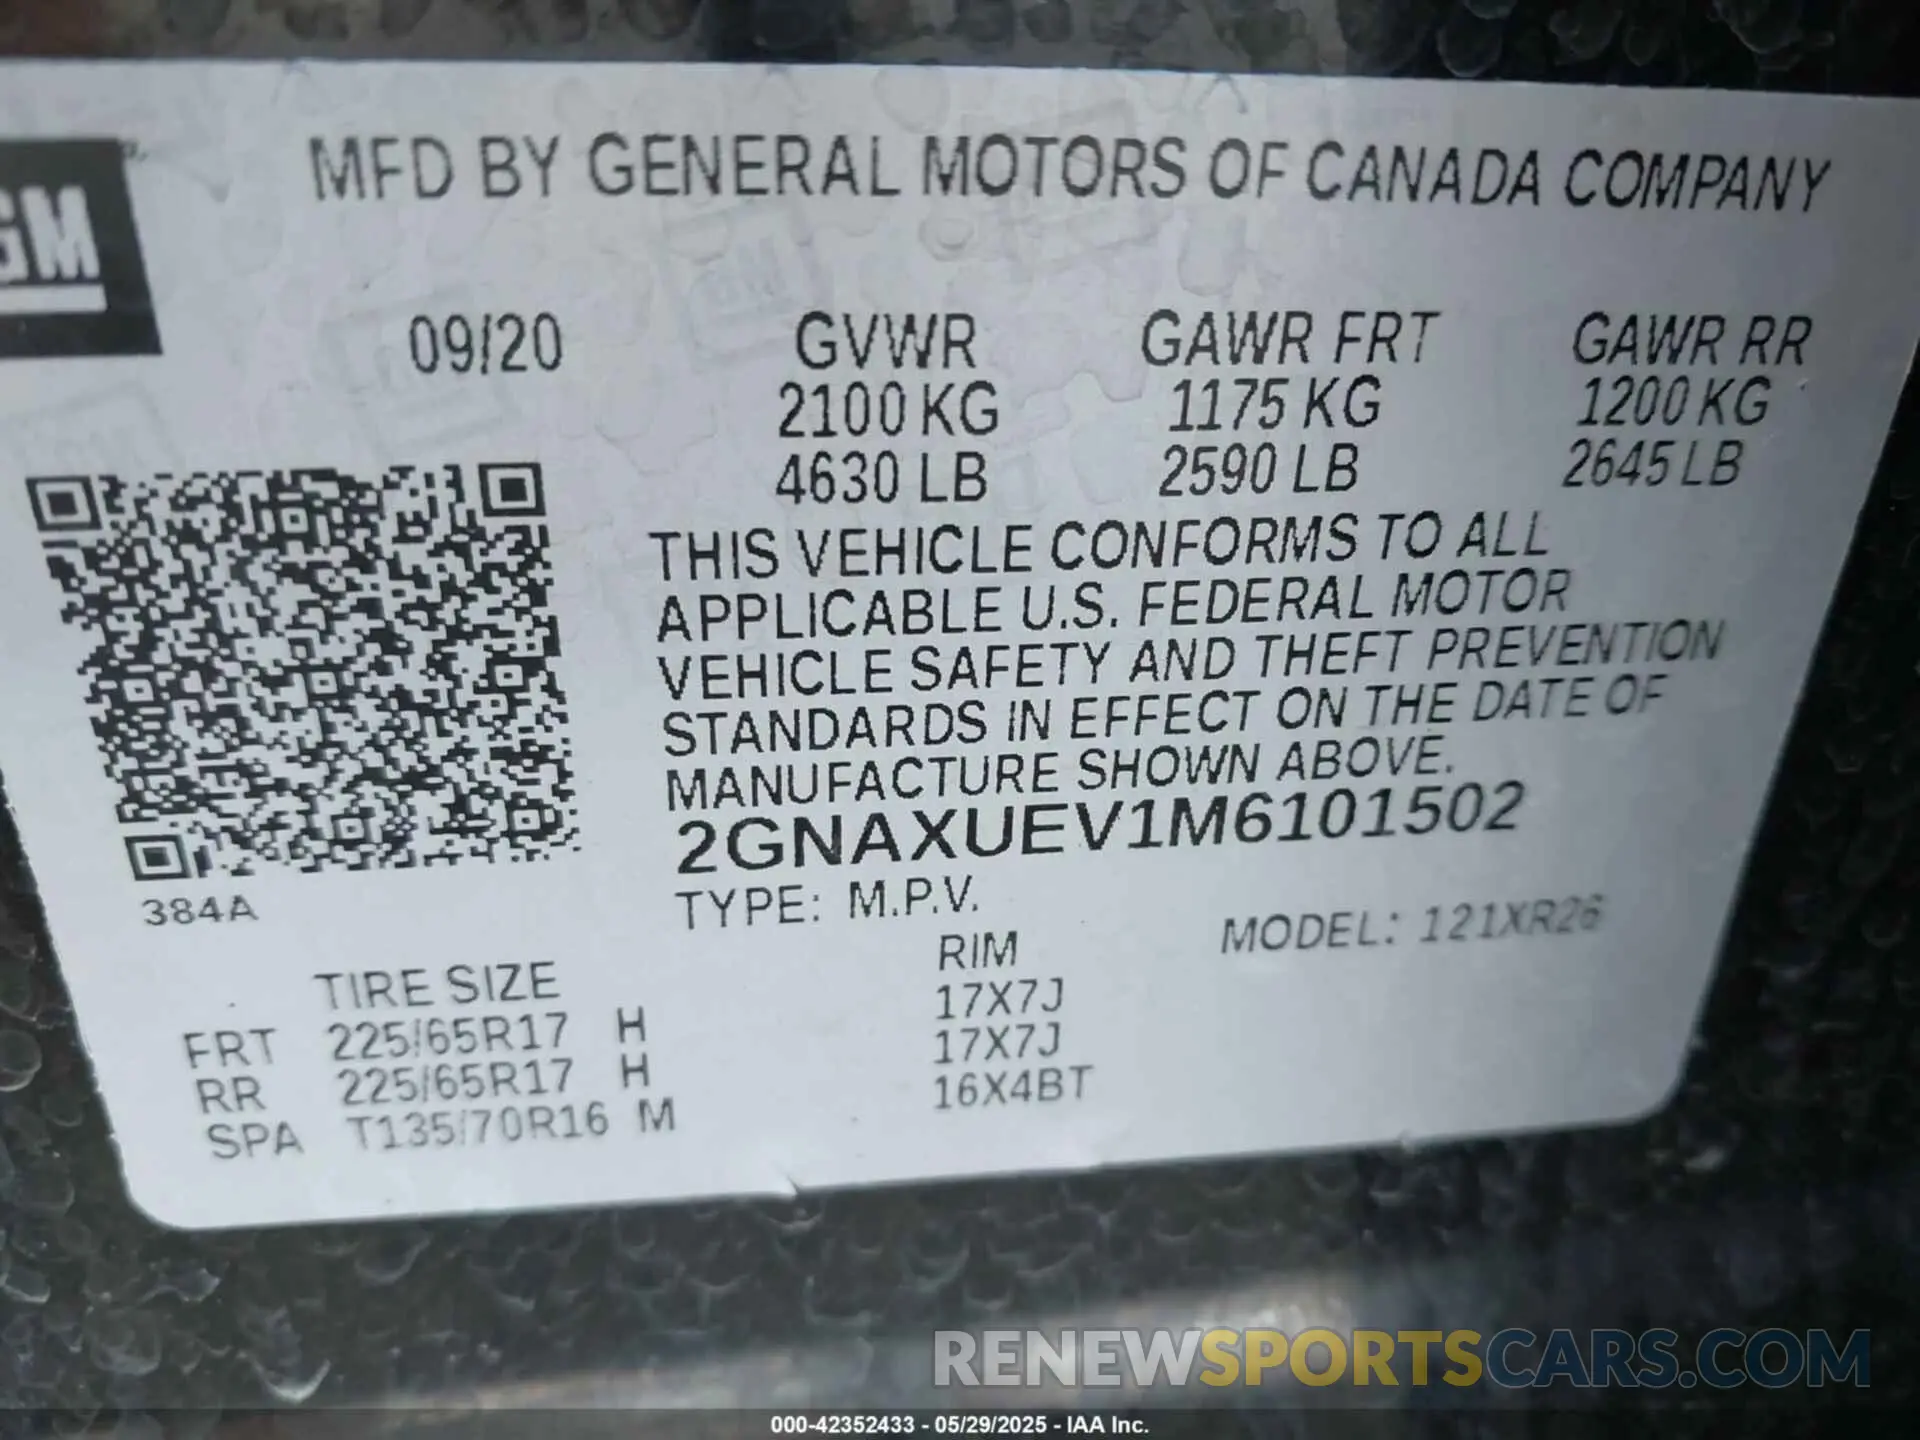 GM
MFD BY GENERAL MOTORS OF CANADA COMPANY
09/20 GVWR GAWR FRT GAWR RR
2100 KG 1175 KG 1200 KG
4630 LB 2590 LB 2645 LB
THIS VEHICLE CONFORMS TO ALL
APPLICABLE U.S. FEDERAL MOTOR
VEHICLE SAFETY AND THEFT PREVENTION
STANDARDS IN EFFECT ON THE DATE OF
MANUFACTURE SHOWN ABOVE.
2GNAXUEV1M6101502
384A
TYPE: M.P.V.
MODEL: 121XR26
TIRE SIZE RIM
FRT 225/65R17 H 17X7J
RR 225/65R17 H 17X7J
SPA T135/70R16 M 16X4BT
RENEWSPORTSCARS.COM
000-42352433 - 05/29/2025 - IAA Inc.